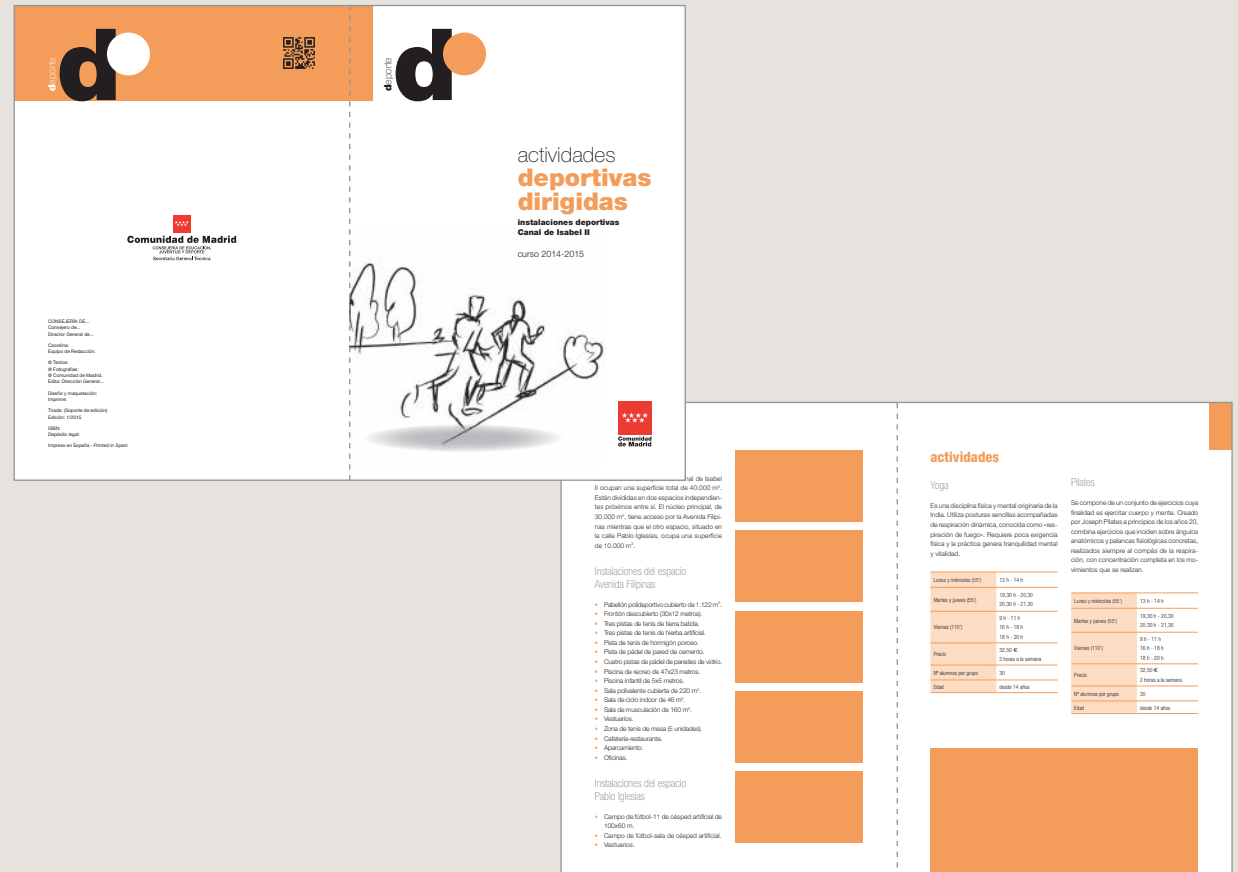 deporte
d
deporte
d
actividades
deportivas
dirigidas
instalaciones deportivas
Canal de Isabel II
curso 2014-2015
Comunidad
de Madrid
Comunidad de Madrid
CONSEJERÍA DE EDUCACIÓN,
JUVENTUD Y DEPORTE
Secretaría General Técnica
CONSEJERÍA DE...
Consejero de...
Director General de...
Coordina:
Equipo de Redacción:
© Textos:
© Fotografías:
© Comunidad de Madrid.
Edita: Dirección General...
Diseño y maquetación:
Imprime:
Tirada: (Soporte de edición)
Edición: 1/2015
ISBN:
Depósito legal:
Impreso en España - Printed in Spain
nal de Isabel
II ocupan una superficie total de 40.000 m².
Están divididas en dos espacios independien-
tes próximos entre sí. El núcleo principal, de
30.000 m², tiene acceso por la Avenida Filipi-
nas mientras que el otro espacio, situado en
la calle Pablo Iglesias, ocupa una superficie
de 10.000 m².
Instalaciones del espacio
Avenida Filipinas
• Pabellón polideportivo cubierto de 1.122 m².
• Frontón descubierto (30x12 metros).
• Tres pistas de tenis de tierra batida.
• Tres pistas de tenis de hierba artificial.
• Pista de tenis de hormigón poroso.
• Pista de pádel de pared de cemento.
• Cuatro pistas de pádel de paredes de vidrio.
• Piscina de recreo de 47x23 metros.
• Piscina infantil de 5x5 metros.
• Sala polivalente cubierta de 220 m².
• Sala de ciclo indoor de 46 m².
• Sala de musculación de 160 m².
• Vestuarios.
• Zona de tenis de mesa (5 unidades).
• Cafetería-restaurante.
• Aparcamiento.
• Oficinas.
Instalaciones del espacio
Pablo Iglesias
• Campo de fútbol-11 de césped artificial de
100x60 m.
• Campo de fútbol-sala de césped artificial.
• Vestuarios.
actividades
Yoga
Es una disciplina física y mental originaria de la
India. Utiliza posturas sencillas acompañadas
de respiración dinámica, conocida como «res-
piración de fuego». Requiere poca exigencia
física y la práctica genera tranquilidad mental
y vitalidad.
Lunes y miércoles (55') 13 h - 14 h
Martes y jueves (55') 19,30 h - 20,30
20,30 h - 21,30
Viernes (110') 9 h - 11 h
16 h - 18 h
18 h - 20 h
Precio 32,50 €
2 horas a la semana
Nº alumnos por grupo 30
Edad desde 14 años
Pilates
Se compone de un conjunto de ejercicios cuya
finalidad es ejercitar cuerpo y mente. Creado
por Joseph Pilates a principios de los años 20,
combina ejercicios que inciden sobre ángulos
anatómicos y palancas fisiológicas concretas,
realizados siempre al compás de la respira-
ción, con concentración completa en los mo-
vimientos que se realizan.
Lunes y miércoles (55') 13 h - 14 h
Martes y jueves (55') 19,30 h - 20,30
20,30 h - 21,30
Viernes (110') 9 h - 11 h
16 h - 18 h
18 h - 20 h
Precio 32,50 €
2 horas a la semana
Nº alumnos por grupo 30
Edad desde 14 años